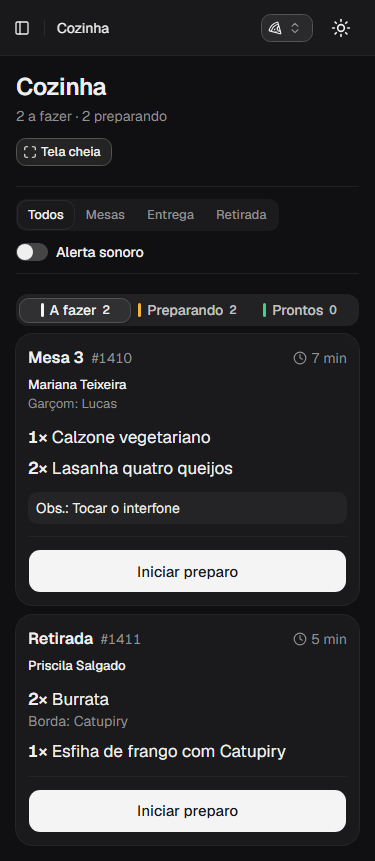 Cozinha
Cozinha
2 a fazer · 2 preparando
Tela cheia
Todos Mesas Entrega Retirada
Alerta sonoro
A fazer 2 Preparando 2 Prontos 0
Mesa 3 #1410 7 min
Mariana Teixeira
Garçom: Lucas
1× Calzone vegetariano
2× Lasanha quatro queijos
Obs.: Tocar o interfone
Iniciar preparo
Retirada #1411 5 min
Priscila Salgado
2× Burrata
Borda: Catupiry
1× Esfiha de frango com Catupiry
Iniciar preparo